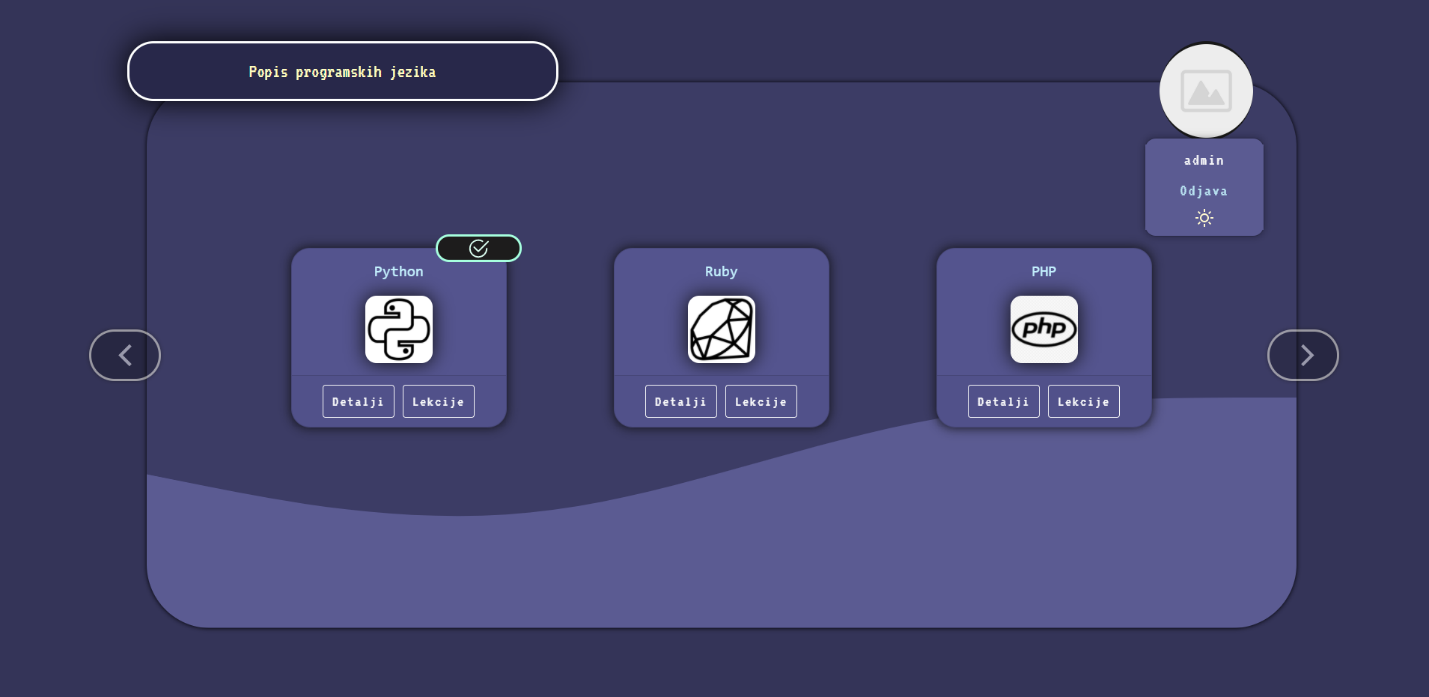 Popis programskih jezika
admin
Odjava
Python
Ruby
PHP
php
Detalji Lekcije
Detalji Lekcije
Detalji Lekcije